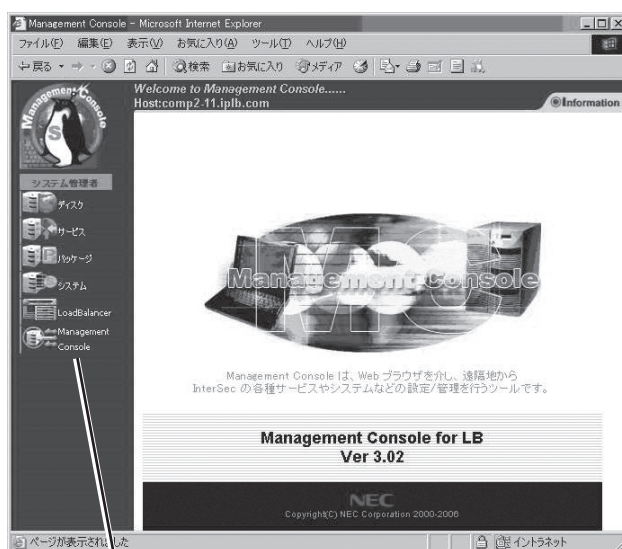 Management Console - Microsoft Internet Explorer
ファイル(F) 編集(E) 表示(V) お気に入り(A) ツール(T) ヘルプ(H)
戻る 検索 お気に入り メディア
Management Console
S
Welcome to Management Console......
Host:comp2-11.iplb.com
Information
システム管理者
ディスク
サービス
パッケージ
システム
LoadBalancer
Management
Console
MC
Management Console
Management Console は、Web ブラウザを介し、遠隔地から
InterSec の各種サービスやシステムなどの設定/管理を行うツールです。
Management Console for LB
Ver 3.02
NEC
Copyright(C) NEC Corporation 2000-2006
ページが表示されました
イントラネット